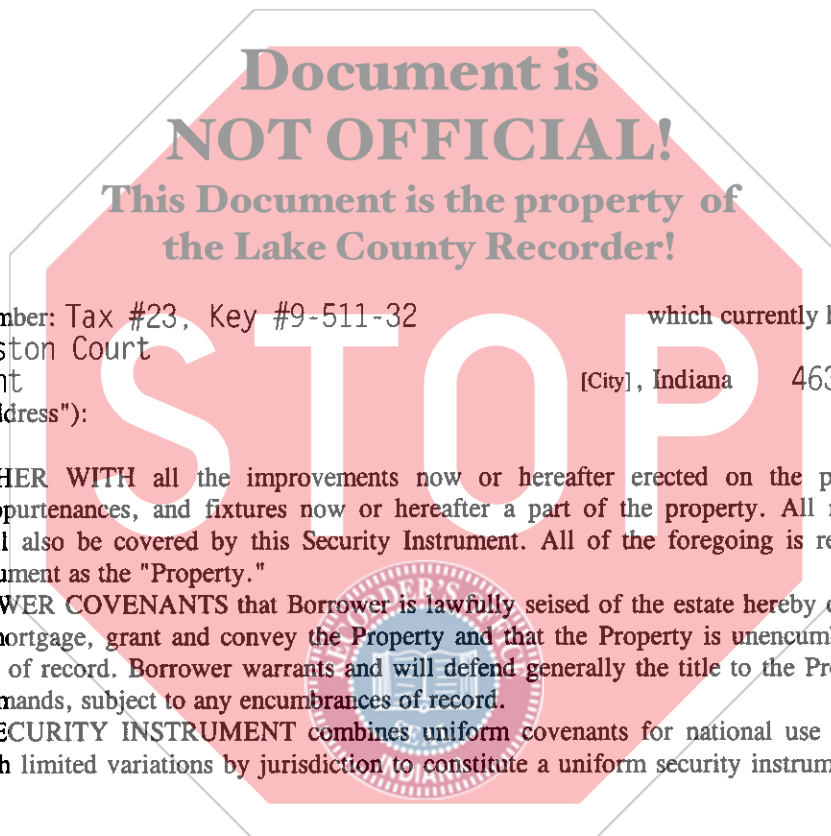 Document is
NOT OFFICIAL!
This Document is the property of
the Lake County Recorder!
mber: Tax #23, Key #9-511-32 which currently
ston Court
nt [City], Indiana 463
ddress"):
STOP
HER WITH all the improvements now or hereafter erected on the p
ppurtenances, and fixtures now or hereafter a part of the property. All
l also be covered by this Security Instrument. All of the foregoing is re
ument as the "Property."
WER COVENANTS that Borrower is lawfully seised of the estate hereby
mortgage, grant and convey the Property and that the Property is unencum
of record. Borrower warrants and will defend generally the title to the Pro
mands, subject to any encumbrances of record.
ECURITY INSTRUMENT combines uniform covenants for national use
h limited variations by jurisdiction to constitute a uniform security instrum
RECORDER'S
SEAL
INDIANA